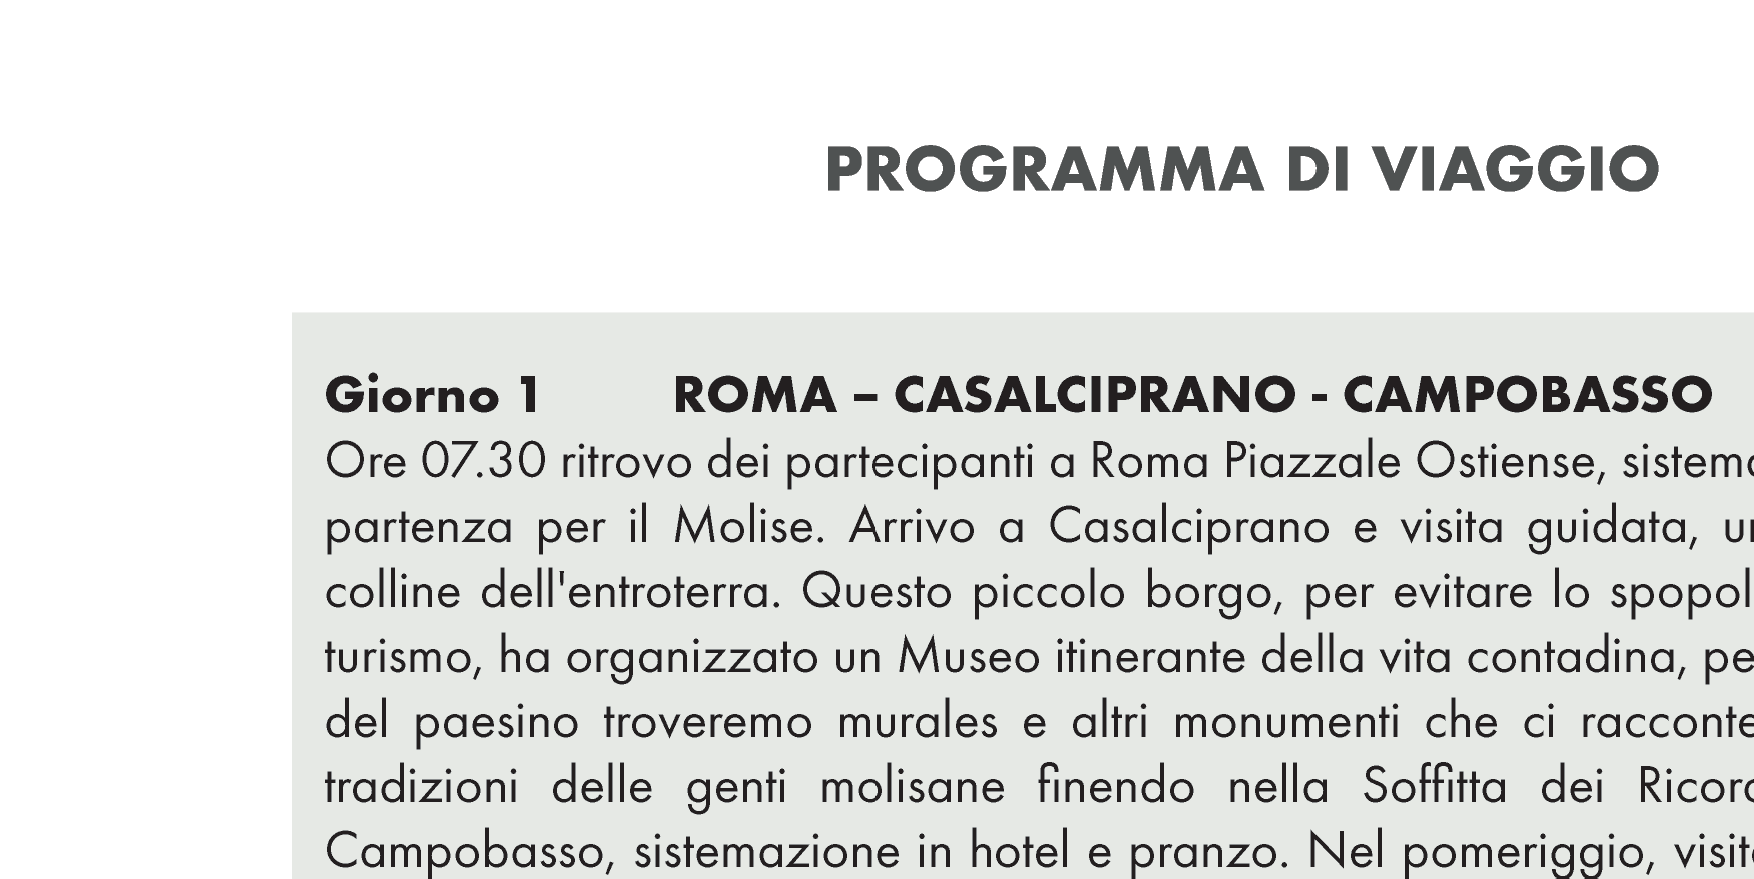 PROGRAMMA DI VIAGGIO
Giorno 1 ROMA – CASALCIPRANO - CAMPOBASSO
Ore 07.30 ritrovo dei partecipanti a Roma Piazzale Ostiense,
partenza per il Molise. Arrivo a Casalciprano e visita guidata,
colline dell'entroterra. Questo piccolo borgo, per evitare lo
turismo, ha organizzato un Museo itinerante della vita contadina,
del paesino troveremo murales e altri monumenti che ci
tradizioni delle genti molisane finendo nella Soffitta dei
Campobasso, sistemazione in hotel e pranzo. Nel pomeriggio,